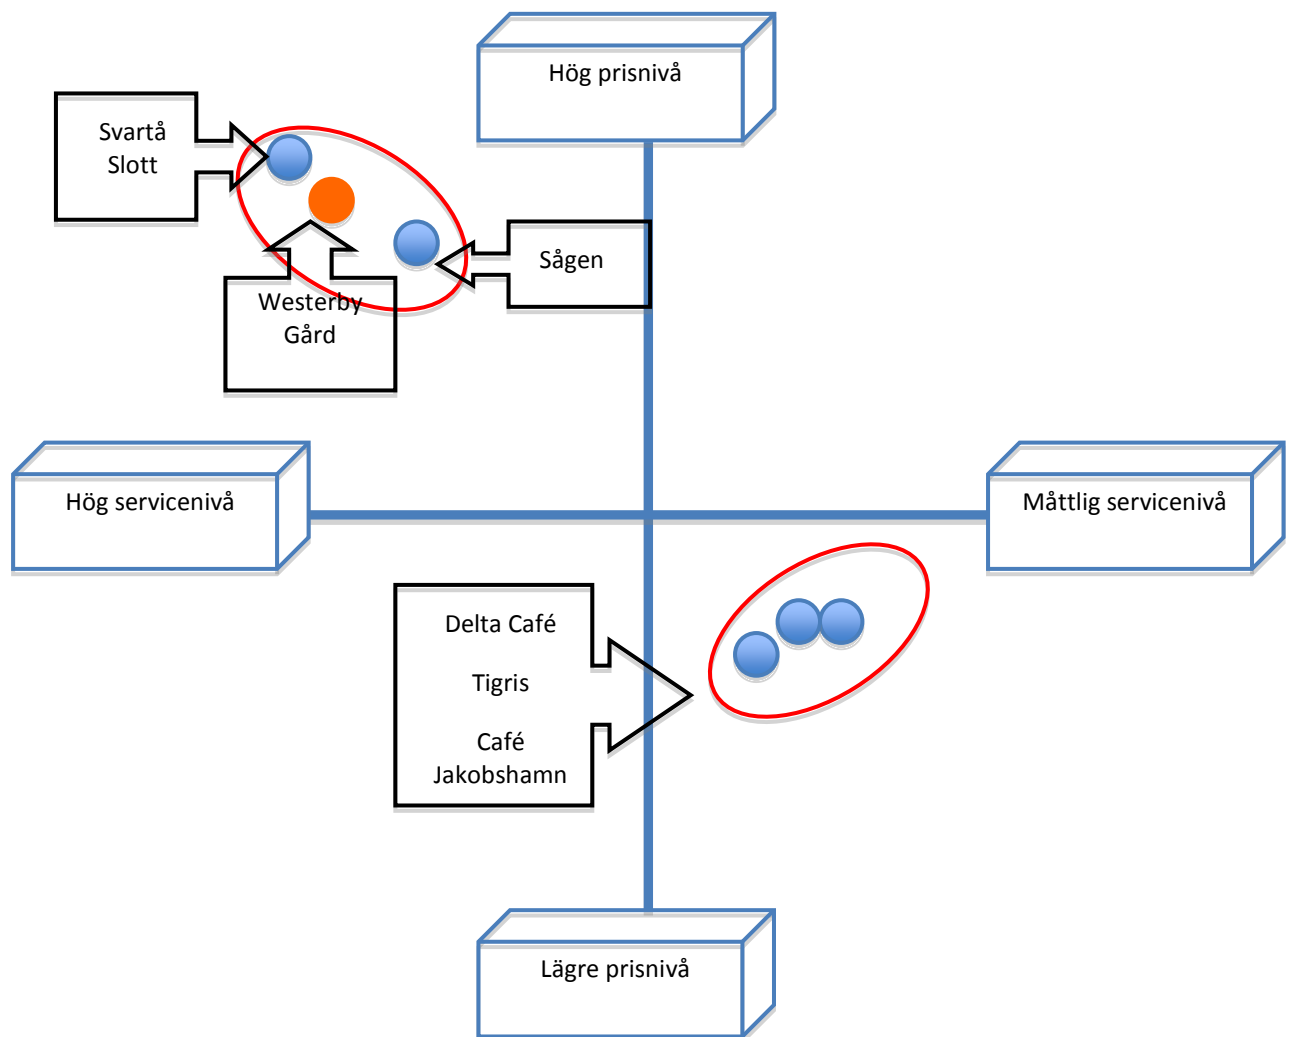 Hög prisnivå
Svartå
Slott
Sågen
Westerby
Gård
Hög servicenivå
Måttlig servicenivå
Delta Café
Tigris
Café
Jakobshamn
Lägre prisnivå